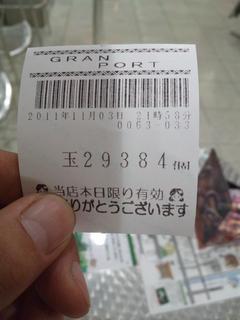 GRAN
PORT
2011年11月03日 21時58分
0063-033
玉29384個
当店本日限り有効
りがとうございます